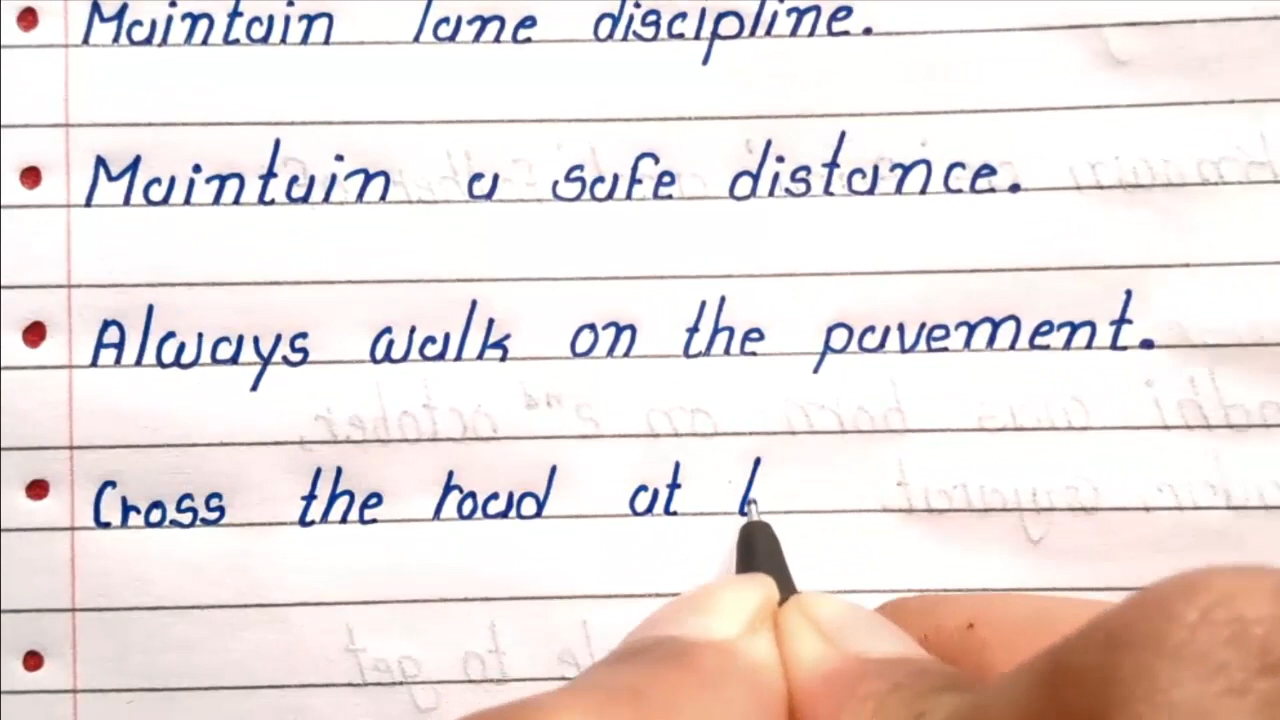 • Maintain lane discipline.
• Maintain a safe distance.
• Always walk on the pavement.
• Cross the road at